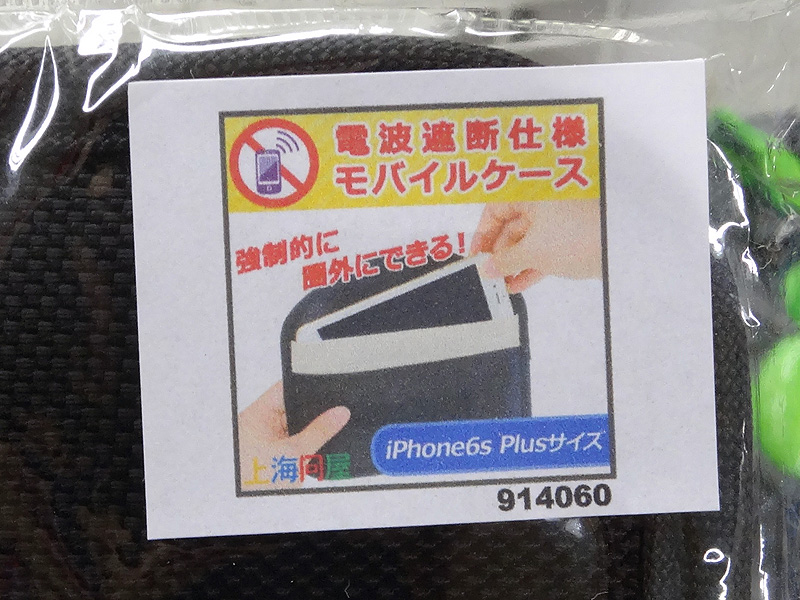 電波遮断仕様
モバイルケース
強制的に
圏外にできる!
iPhone6s Plusサイズ
上海問屋
914060